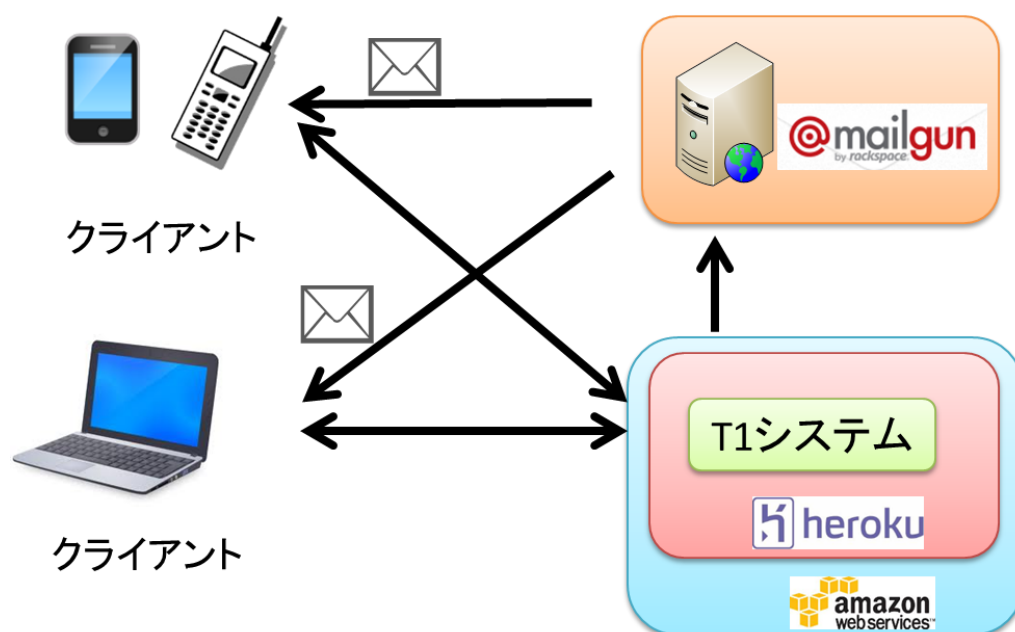 @mailgun
by rackspace.
クライアント
クライアント
T1システム
heroku
amazon
web services™